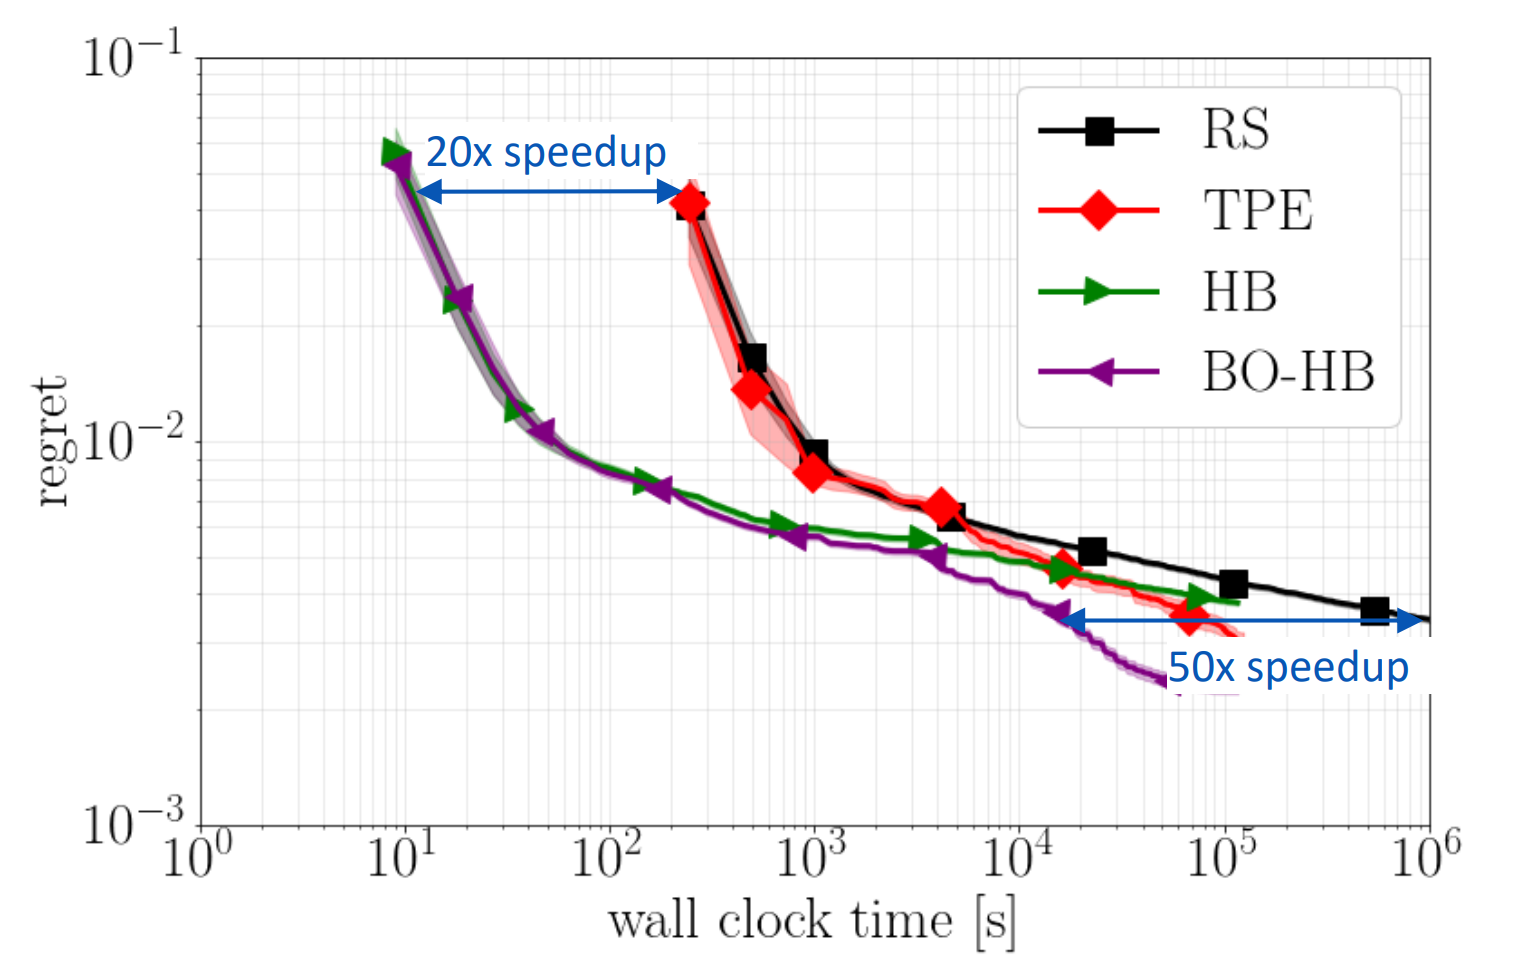 10⁻¹
20x speedup
RS
TPE
HB
BO-HB
regret
10⁻²
50x speedup
10⁻³
10⁰ 10¹ 10² 10³ 10⁴ 10⁵ 10⁶
wall clock time [s]